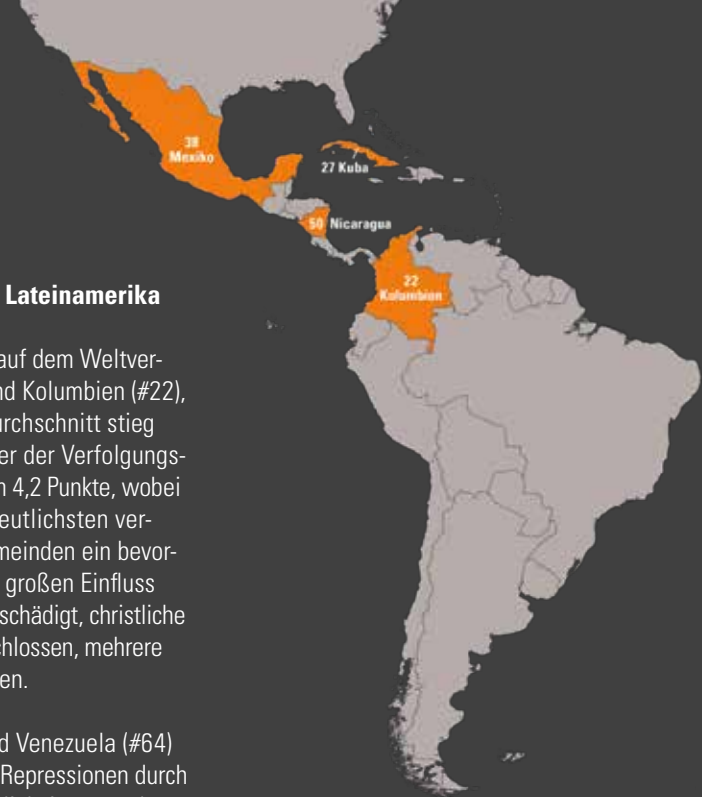 38
Mexiko
27 Kuba
50 Nicaragua
22
Kolumbien
Lateinamerika
auf dem Weltver-
nd Kolumbien (#22),
urchschnitt stieg
er der Verfolgungs-
n 4,2 Punkte, wobei
eutlichsten ver-
meinden ein bevor-
großen Einfluss
schädigt, christliche
chlossen, mehrere
en.
d Venezuela (#64)
Repressionen durch